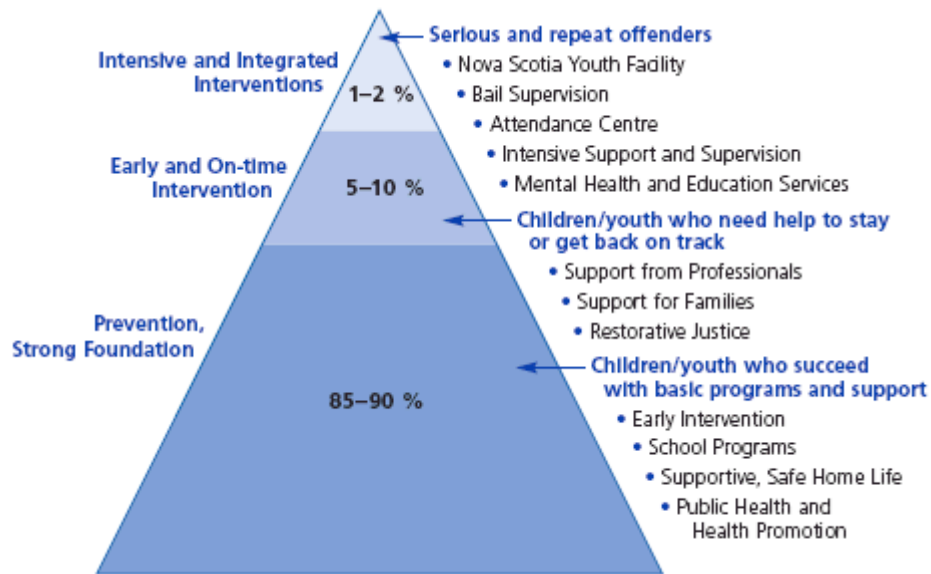 Serious and repeat offenders
Intensive and Integrated
Interventions
1–2 %
• Nova Scotia Youth Facility
• Bail Supervision
• Attendance Centre
• Intensive Support and Supervision
• Mental Health and Education Services
Early and On-time
Intervention
5–10 %
Children/youth who need help to stay
or get back on track
• Support from Professionals
• Support for Families
• Restorative Justice
Prevention,
Strong Foundation
85–90 %
Children/youth who succeed
with basic programs and support
• Early Intervention
• School Programs
• Supportive, Safe Home Life
• Public Health and
Health Promotion